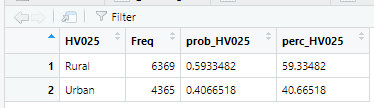 Filter
HV025 Freq prob_HV025 perc_HV025
1 Rural 6369 0.5933482 59.33482
2 Urban 4365 0.4066518 40.66518